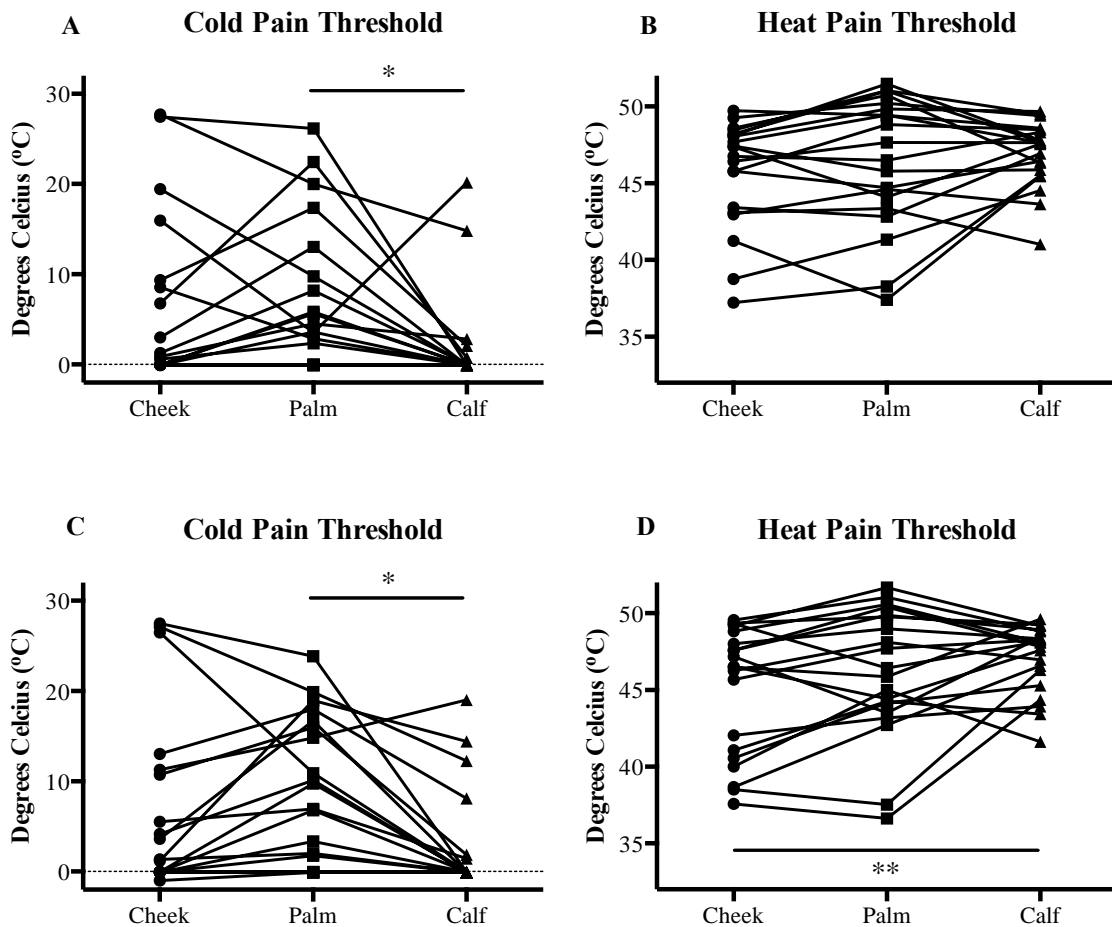 A
Cold Pain Threshold
*
Degrees Celcius (ºC)
30
20
10
0
Cheek
Palm
Calf
B
Heat Pain Threshold
Degrees Celcius (ºC)
50
45
40
35
Cheek
Palm
Calf
C
Cold Pain Threshold
*
Degrees Celcius (ºC)
30
20
10
0
Cheek
Palm
Calf
D
Heat Pain Threshold
Degrees Celcius (ºC)
50
45
40
35
**
Cheek
Palm
Calf